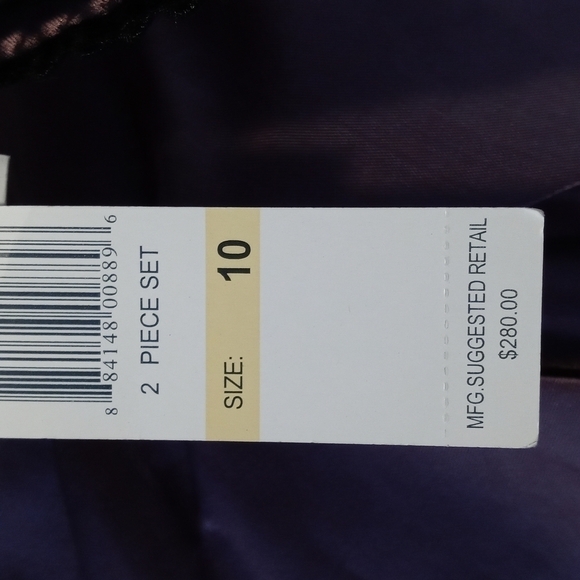 8 84148 00889 6
2 PIECE SET
SIZE: 10
MFG.SUGGESTED RETAIL
$280.00